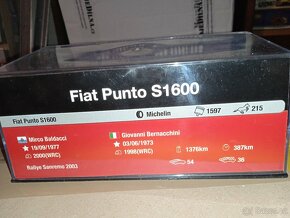 Fiat Punto S1600
Fiat Punto S1600
Michelin
1597
215
Mirco Baldacci
Giovanni Bernacchini
19/09/1977
03/06/1973
1376km
387km
2000(WRC)
1998(WRC)
54
36
Rallye Sanremo 2003